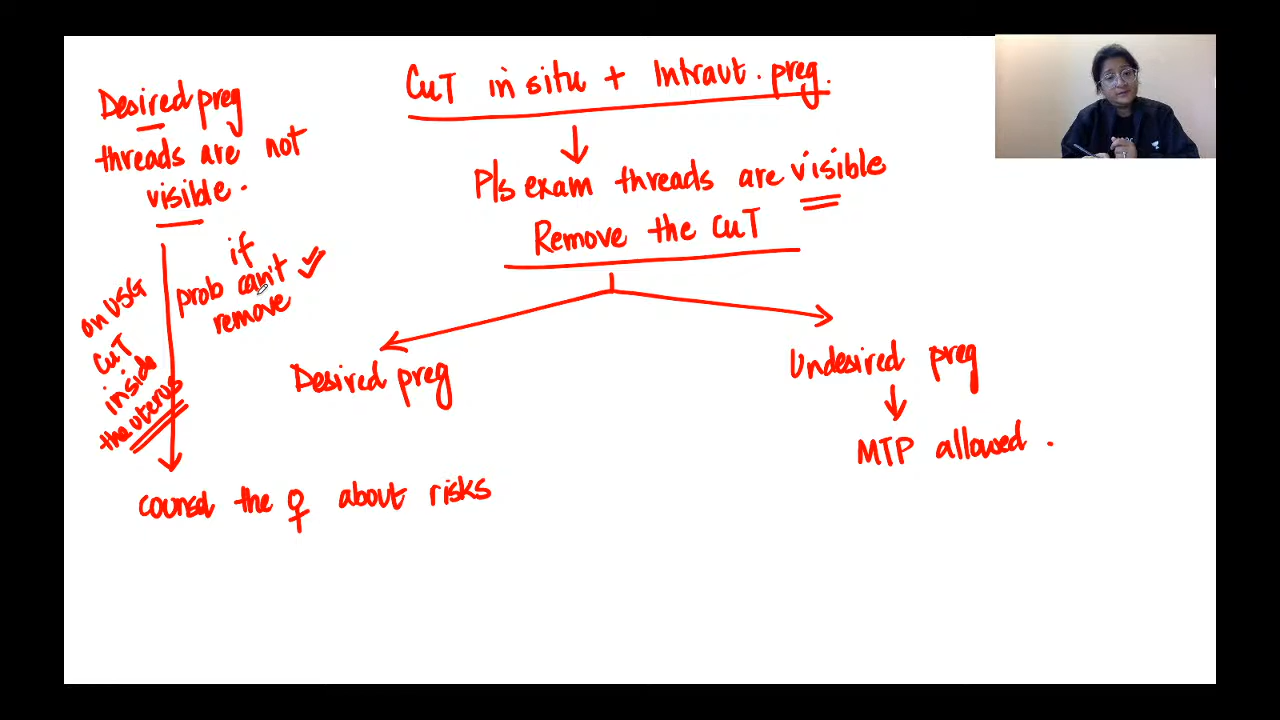 CuT in situ + Intraut. preg.
P/s exam threads are visible
Remove the CuT
Desired preg
Undesired preg
MTP allowed.
Desired preg
threads are not
visible.
if
prob can't
remove
on USG
CuT
inside
the uterus
counsel the ♀ about risks